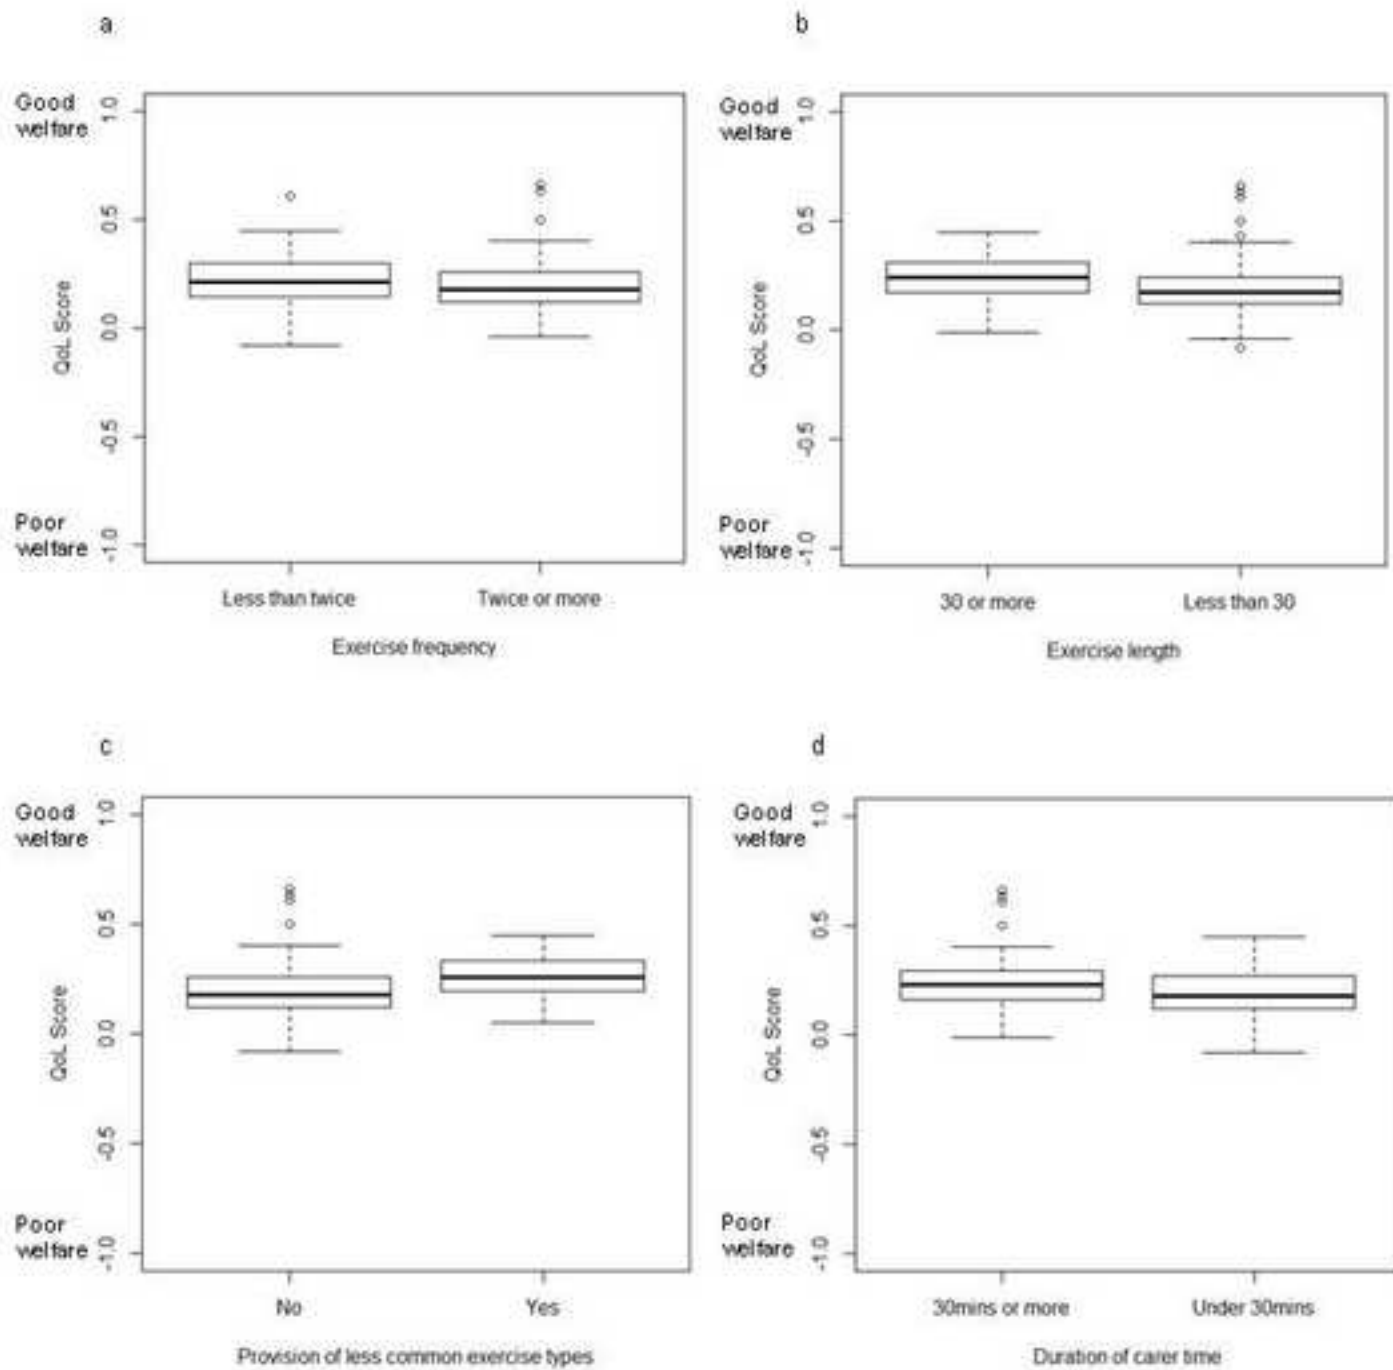 a
Good
welfare
1.0
0.5
0.0
-0.5
-1.0
QoL Score
Poor
welfare
Less than twice
Twice or more
Exercise frequency
b
Good
welfare
1.0
0.5
0.0
-0.5
-1.0
QoL Score
Poor
welfare
30 or more
Less than 30
Exercise length
c
Good
welfare
1.0
0.5
0.0
-0.5
-1.0
QoL Score
Poor
welfare
No
Yes
Provision of less common exercise types
d
Good
welfare
1.0
0.5
0.0
-0.5
-1.0
QoL Score
Poor
welfare
30mins or more
Under 30mins
Duration of carer time